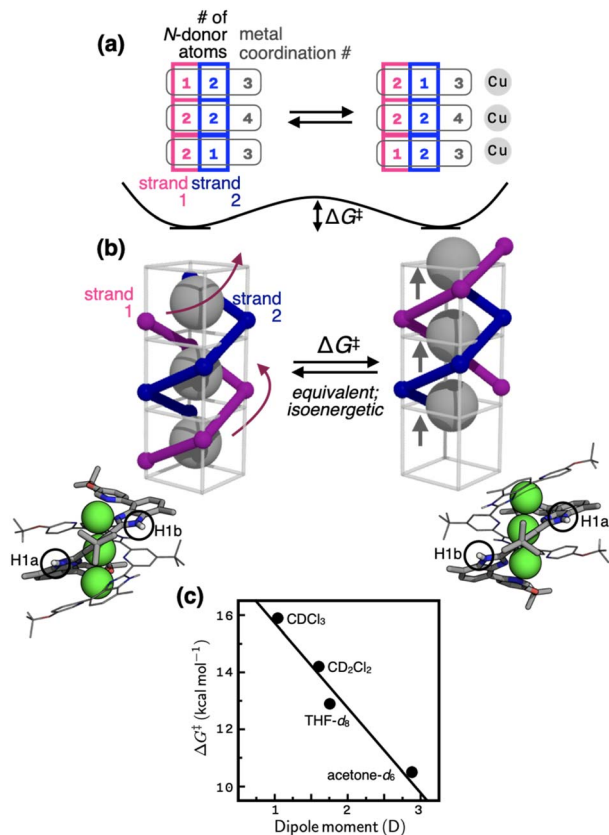 (a)
# of
N-donor
atoms
metal
coordination #
1 2 3
2 2 4
2 1 3
2 1 3 Cu
2 2 4 Cu
1 2 3 Cu
strand
1
strand
2
ΔG‡
(b)
strand
1
strand
2
ΔG‡
equivalent;
isoenergetic
H1b
H1a
H1a
H1b
(c)
16
14
12
10
ΔG‡ (kcal mol⁻¹)
CDCl₃
CD₂Cl₂
THF-d₈
acetone-d₆
1 2 3
Dipole moment (D)